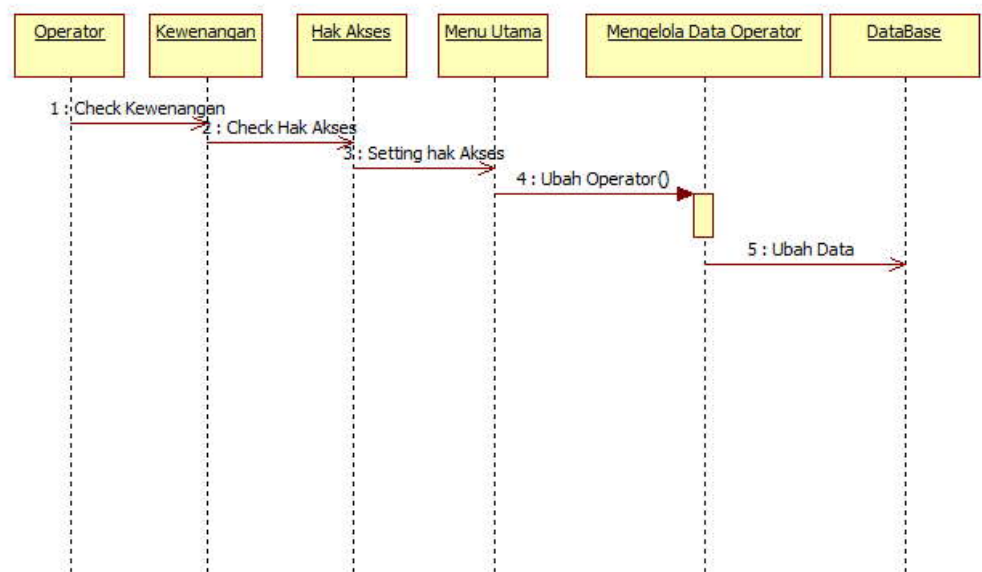 Operator
Kewenangan
Hak Akses
Menu Utama
Mengelola Data Operator
DataBase
1 : Check Kewenangan
2 : Check Hak Akses
3 : Setting hak Akses
4 : Ubah Operator()
5 : Ubah Data